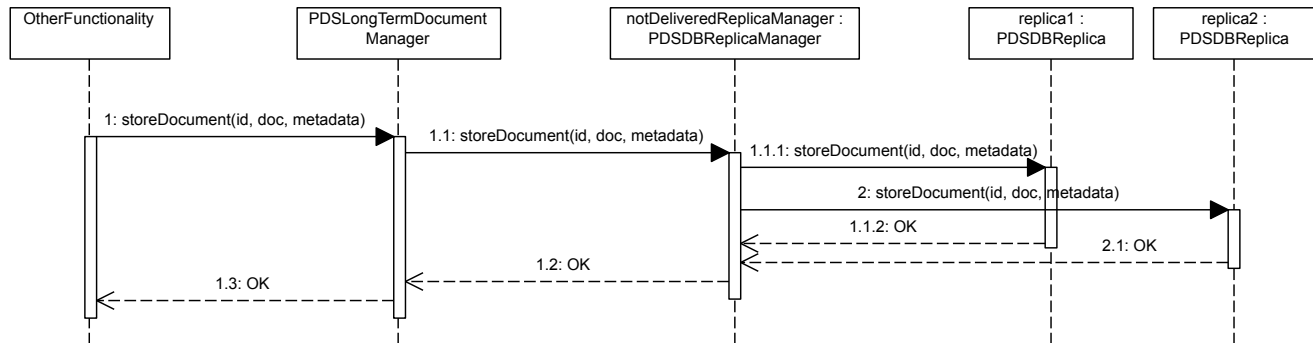 OtherFunctionality
PDSLongTermDocument
Manager
notDeliveredReplicaManager :
PDSDBReplicaManager
replica1 :
PDSDBReplica
replica2 :
PDSDBReplica
1: storeDocument(id, doc, metadata)
1.1: storeDocument(id, doc, metadata)
1.1.1: storeDocument(id, doc, metadata)
2: storeDocument(id, doc, metadata)
1.1.2: OK
2.1: OK
1.2: OK
1.3: OK